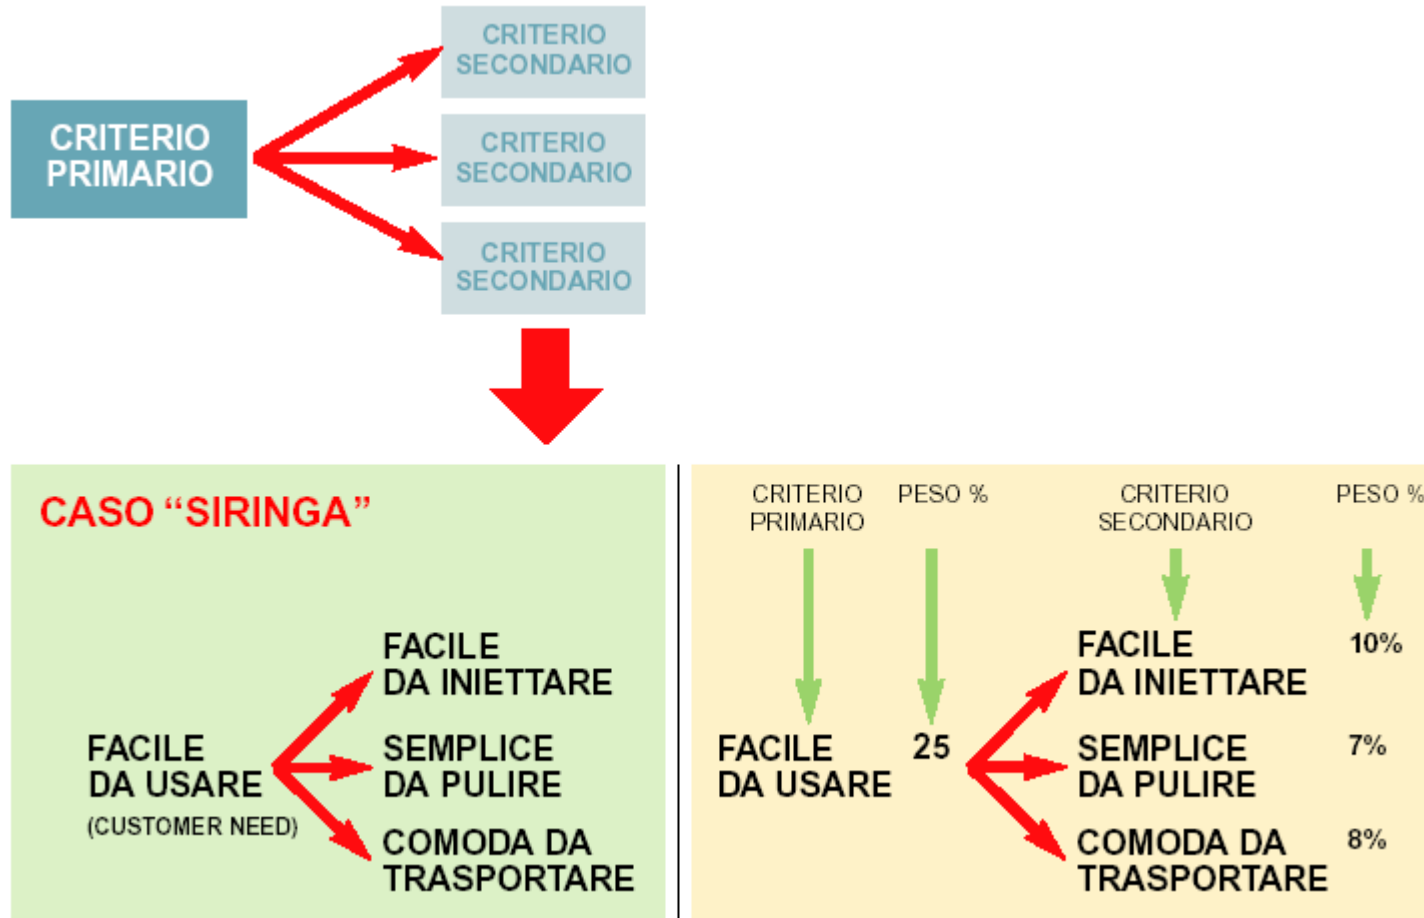 CRITERIO
SECONDARIO
CRITERIO
PRIMARIO
CRITERIO
SECONDARIO
CRITERIO
SECONDARIO
CASO “SIRINGA”
FACILE
DA INIETTARE
FACILE
DA USARE
(CUSTOMER NEED)
SEMPLICE
DA PULIRE
COMODA DA
TRASPORTARE
CRITERIO
PRIMARIO
PESO %
CRITERIO
SECONDARIO
PESO %
FACILE
DA USARE
25
FACILE
DA INIETTARE
10%
SEMPLICE
DA PULIRE
7%
COMODA DA
TRASPORTARE
8%